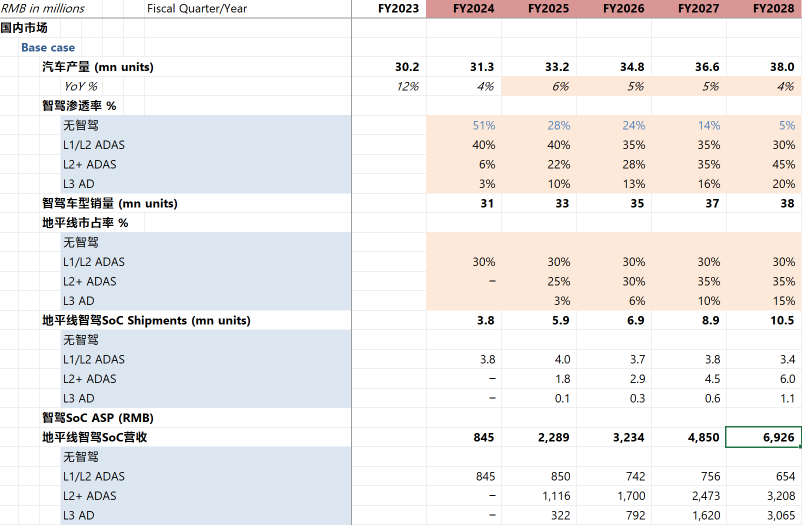 RMB in millions Fiscal Quarter/Year FY2023 FY2024 FY2025 FY2026 FY2027 FY2028
国内市场
Base case
汽车产量 (mn units) 30.2 31.3 33.2 34.8 36.6 38.0
YoY % 12% 4% 6% 5% 5% 4%
智驾渗透率 %
无智驾 51% 28% 24% 14% 5%
L1/L2 ADAS 40% 40% 35% 35% 30%
L2+ ADAS 6% 22% 28% 35% 45%
L3 AD 3% 10% 13% 16% 20%
智驾车型销量 (mn units) 31 33 35 37 38
地平线市占率 %
无智驾
L1/L2 ADAS 30% 30% 30% 30% 30%
L2+ ADAS – 25% 30% 35% 35%
L3 AD 3% 6% 10% 15%
地平线智驾SoC Shipments (mn units) 3.8 5.9 6.9 8.9 10.5
无智驾
L1/L2 ADAS 3.8 4.0 3.7 3.8 3.4
L2+ ADAS – 1.8 2.9 4.5 6.0
L3 AD – 0.1 0.3 0.6 1.1
智驾SoC ASP (RMB)
地平线智驾SoC营收 845 2,289 3,234 4,850 6,926
无智驾
L1/L2 ADAS 845 850 742 756 654
L2+ ADAS – 1,116 1,700 2,473 3,208
L3 AD – 322 792 1,620 3,065